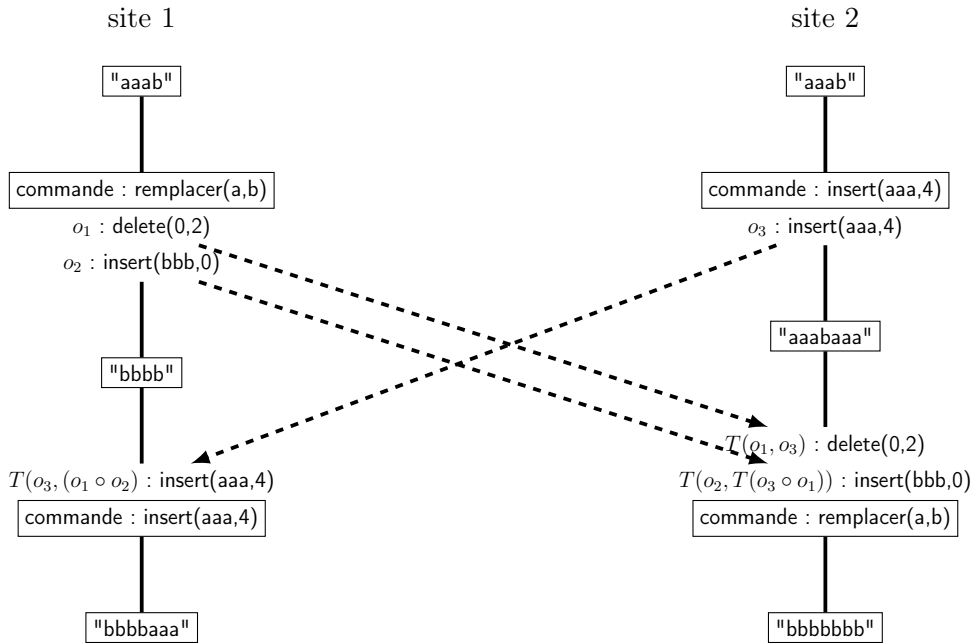 site 1
site 2
"aaab"
"aaab"
commande : remplacer(a,b)
commande : insert(aaa,4)
o₁ : delete(0,2)
o₃ : insert(aaa,4)
o₂ : insert(bbb,0)
"aaabaaa"
"bbbb"
T(o₁, o₃) : delete(0,2)
T(o₃, (o₁ ∘ o₂) : insert(aaa,4)
T(o₂, T(o₃ ∘ o₁)) : insert(bbb,0)
commande : insert(aaa,4)
commande : remplacer(a,b)
"bbbbaaa"
"bbbbbbb"